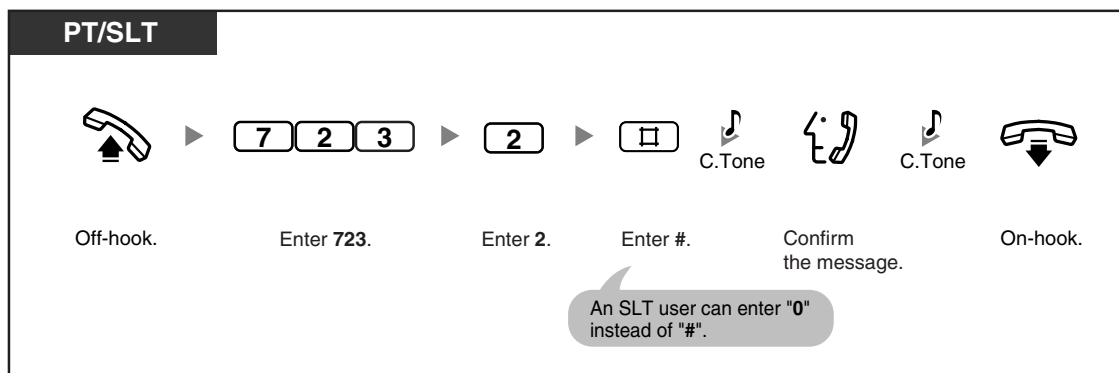 PT/SLT
7 2 3
2
#
C.Tone
C.Tone
Off-hook.
Enter 723.
Enter 2.
Enter #.
Confirm
the message.
On-hook.
An SLT user can enter "0"
instead of "#".